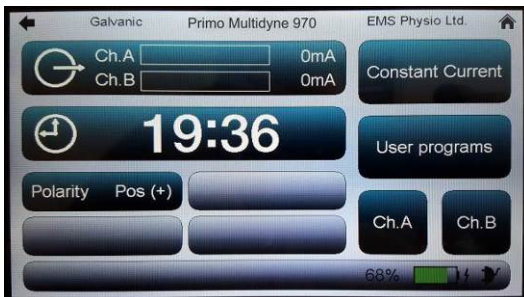 Galvanic Primo Multidyne 970 EMS Physio Ltd.
Ch.A 0mA
Ch.B 0mA
Constant Current
19:36
User programs
Polarity Pos (+)
Ch.A Ch.B
68%